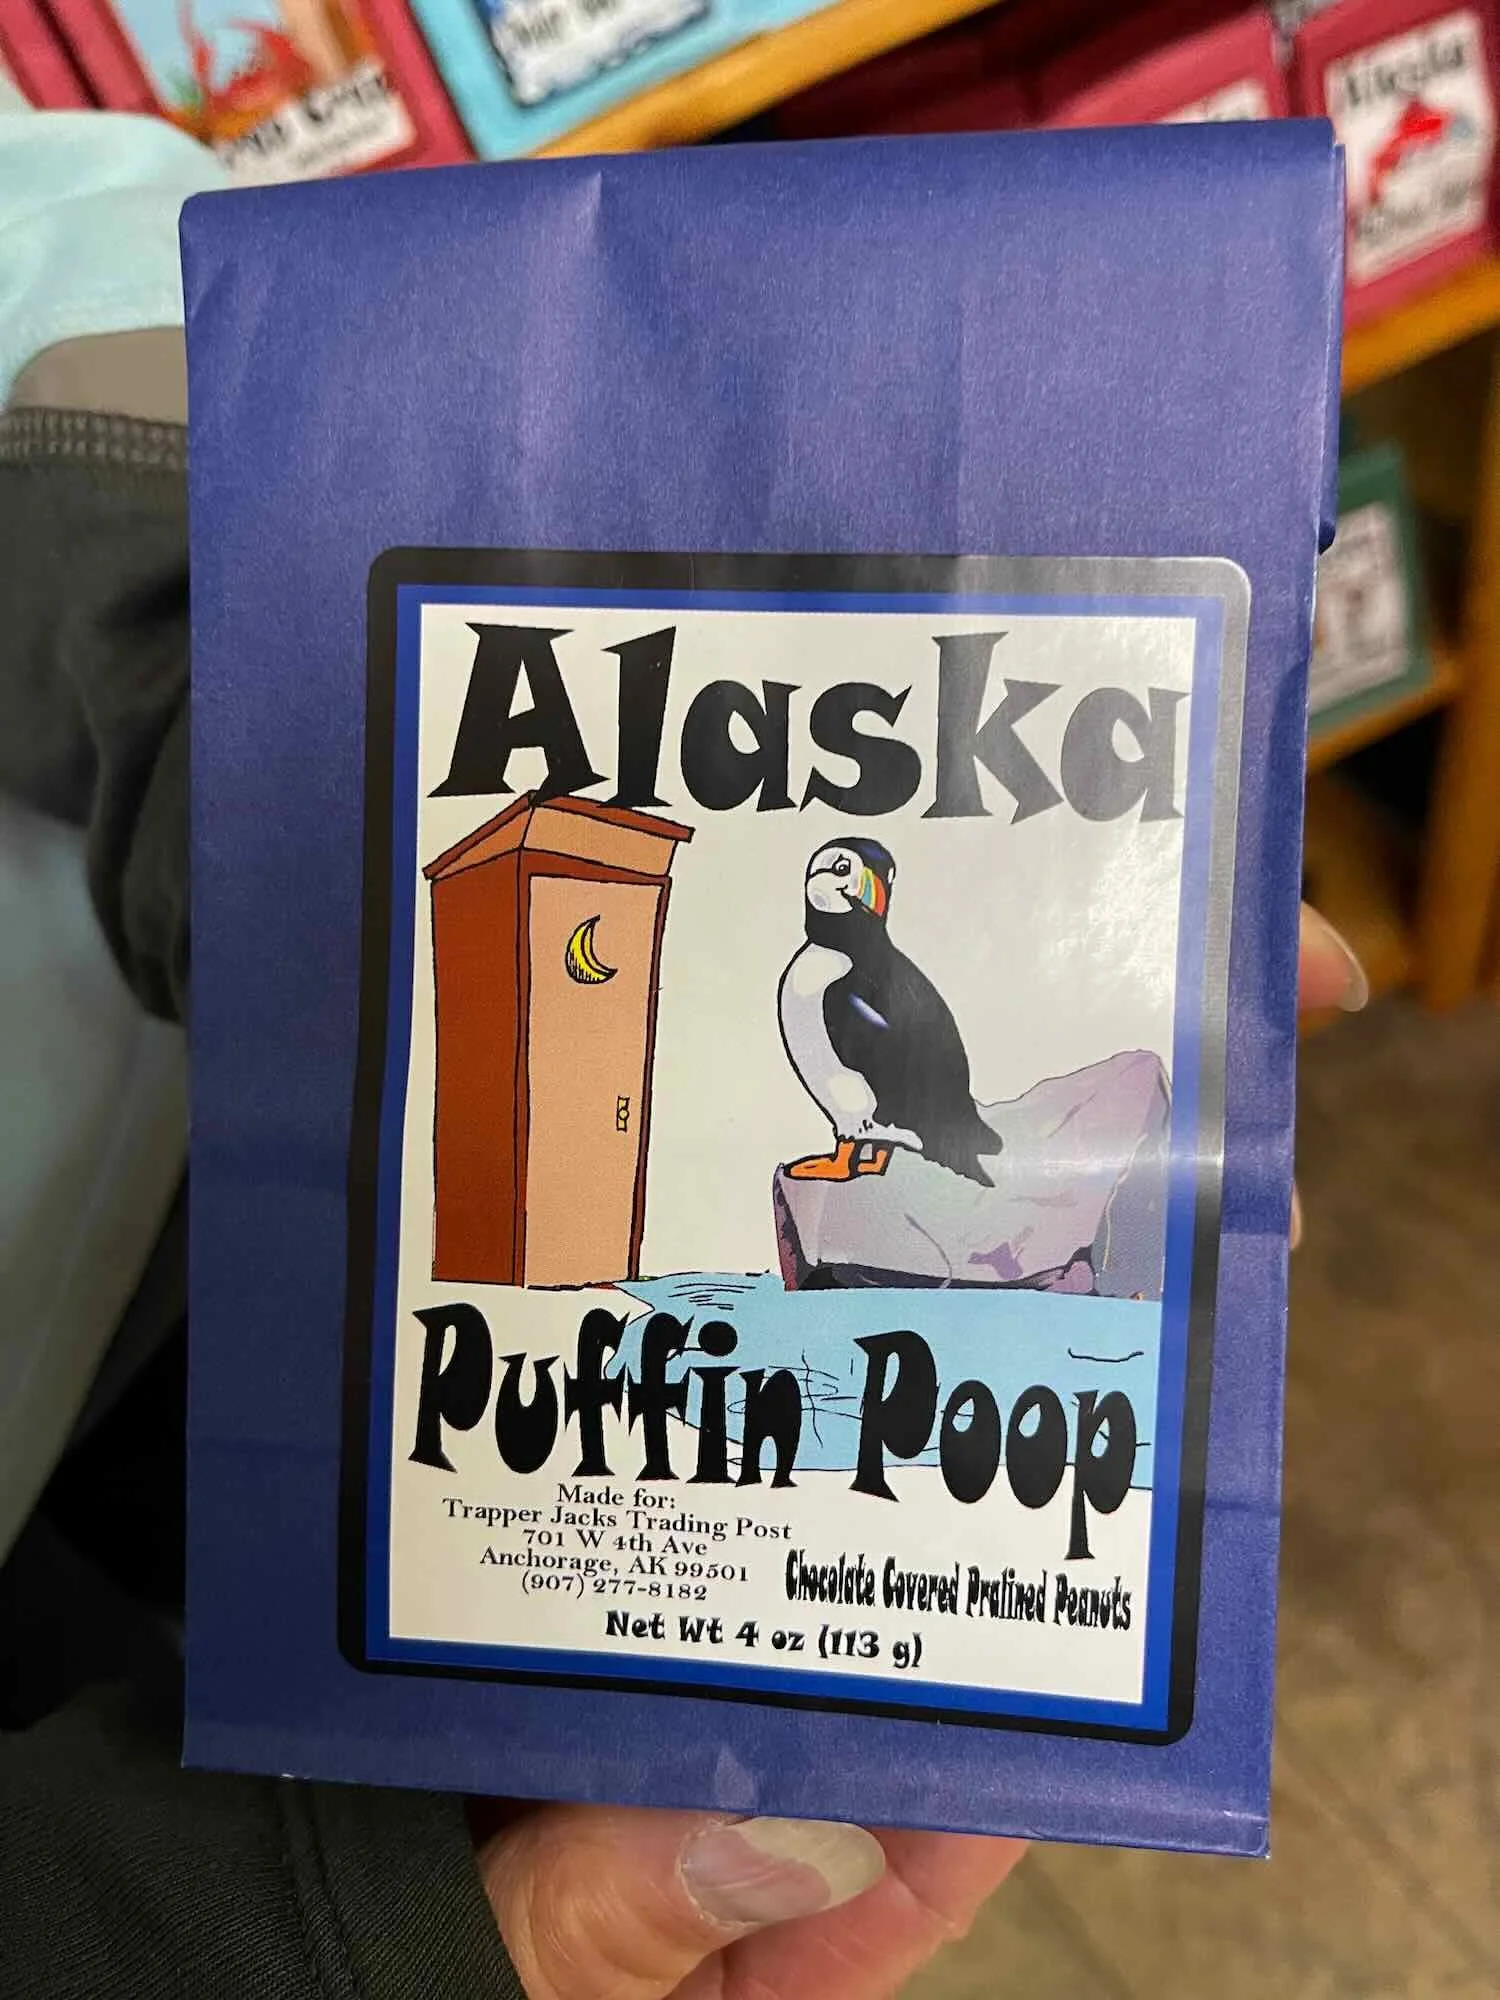 Alaska
Puffin Poop
Made for:
Trapper Jacks Trading Post
701 W 4th Ave
Anchorage, AK 99501
(907) 277-8182
Chocolate Covered Pralined Peanuts
Net Wt 4 oz (113 g)